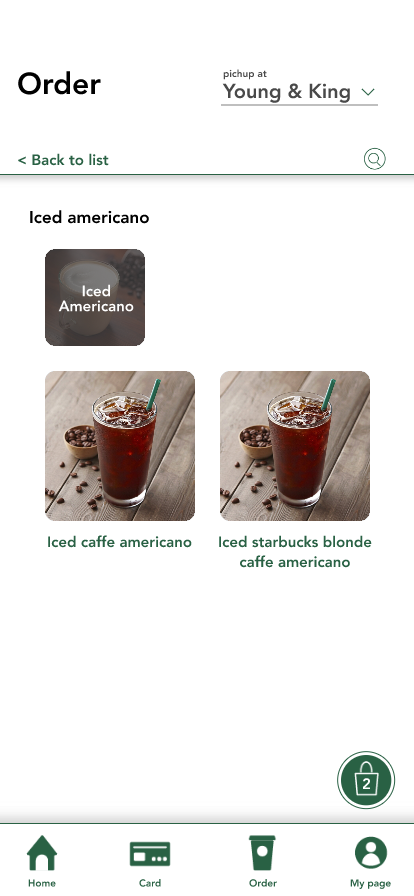 Order
pickup at
Young & King
< Back to list
Iced americano
Iced
Americano
Iced caffe americano
Iced starbucks blonde
caffe americano
2
Home
Card
Order
My page